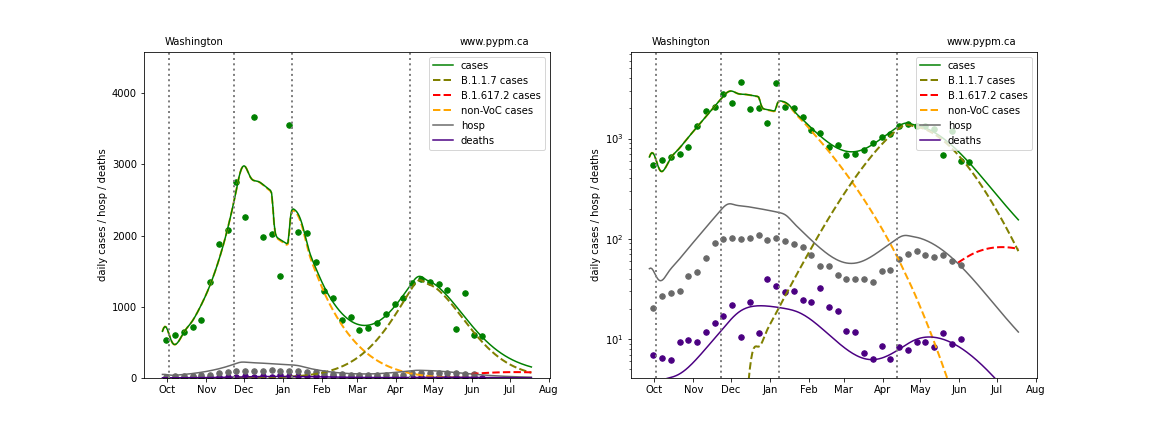 Washington www.pypm.ca
cases
B.1.1.7 cases
B.1.617.2 cases
non-VoC cases
hosp
deaths
daily cases / hosp / deaths
4000
3000
2000
1000
0
Oct Nov Dec Jan Feb Mar Apr May Jun Jul Aug
Washington www.pypm.ca
cases
B.1.1.7 cases
B.1.617.2 cases
non-VoC cases
hosp
deaths
daily cases / hosp / deaths
10³
10²
10¹
Oct Nov Dec Jan Feb Mar Apr May Jun Jul Aug